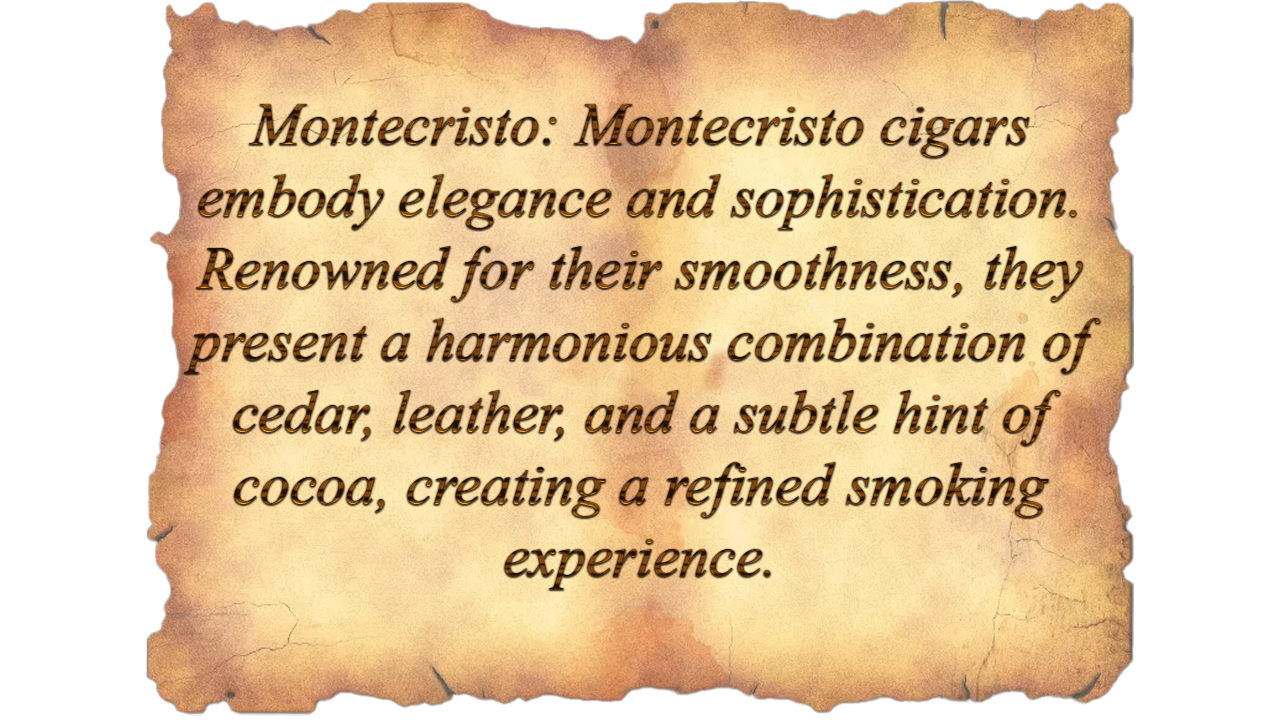 Montecristo: Montecristo cigars
embody elegance and sophistication.
Renowned for their smoothness, they
present a harmonious combination of
cedar, leather, and a subtle hint of
cocoa, creating a refined smoking
experience.